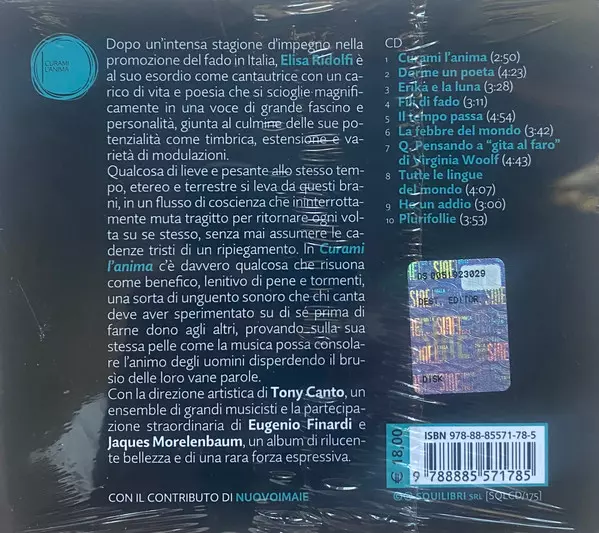 CURAMI
L'ANIMA
Dopo un'intensa stagione d'impegno nella
promozione del fado in Italia, Elisa Ridolfi è
al suo esordio come cantautrice con un ca-
rico di vita e poesia che si scioglie magnifi-
camente in una voce di grande fascino e
personalità, giunta al culmine delle sue po-
tenzialità come timbrica, estensione e va-
rietà di modulazioni.
Qualcosa di lieve e pesante allo stesso tem-
po, etereo e terrestre si leva da questi bra-
ni, in un flusso di coscienza che ininterrotta-
mente muta tragitto per ritornare ogni vol-
ta su se stesso, senza mai assumere le ca-
denze tristi di un ripiegamento. In Curami
l'anima c'è davvero qualcosa che risuona
come benefico, lenitivo di pene e tormenti,
una sorta di unguento sonoro che chi canta
deve aver sperimentato su di sé prima di
farne dono agli altri, provando sulla sua
stessa pelle come la musica possa consola-
re l'animo degli uomini disperdendo il bru-
sìo delle loro vane parole.
Con la direzione artistica di Tony Canto, un
ensemble di grandi musicisti e la partecipa-
zione straordinaria di Eugenio Finardi e
Jaques Morelenbaum, un album di rilucen-
te bellezza e di una rara forza espressiva.
CON IL CONTRIBUTO DI NUOVOIMAIE
CD
1 Curami l'anima (2:50)
2 Darme un poeta (4:23)
3 Erika e la luna (3:28)
4 Fili di fado (3:11)
5 Il tempo passa (4:54)
6 La febbre del mondo (3:42)
7 Q. Pensando a "gita al faro"
di Virginia Woolf (4:43)
8 Tutte le lingue
del mondo (4:07)
9 Ho un addio (3:00)
10 Plurifollie (3:53)
SIAE
DS 0051923029
DEST. EDITOR.
SIAE
DISK
€ 18,00
ISBN 978-88-85571-78-5
9 788885 571785
SQUILIBRI SRL [SQLCD/175]